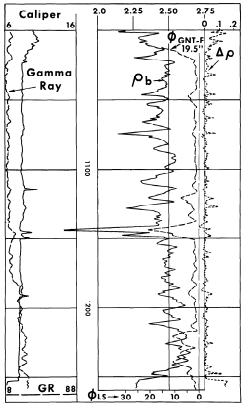 Caliper
6 16
Gamma
Ray
2.0 2.25 2.50 2.75
0 .1 .2
ϕ GNT-F
19.5"
ρb
Δρ
1100
200
8 GR 88
ϕLS→30 20 10 0